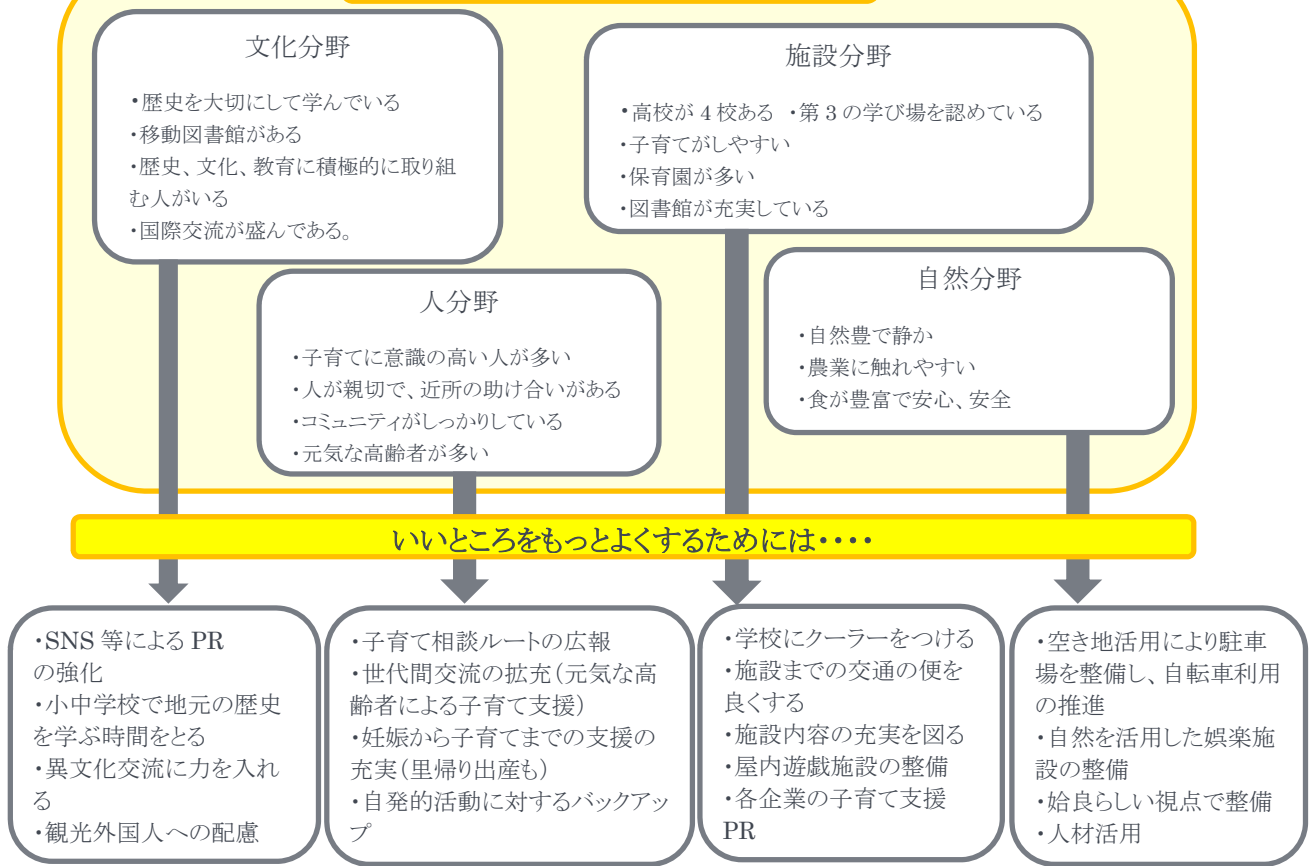 文化分野
・歴史を大切にして学んでいる
・移動図書館がある
・歴史、文化、教育に積極的に取り組
む人がいる
・国際交流が盛んである。
施設分野
・高校が 4 校ある ・第 3 の学び場を認めている
・子育てがしやすい
・保育園が多い
・図書館が充実している
人分野
・子育てに意識の高い人が多い
・人が親切で、近所の助け合いがある
・コミュニティがしっかりしている
・元気な高齢者が多い
自然分野
・自然豊で静か
・農業に触れやすい
・食が豊富で安心、安全
いいところをもっとよくするためには・・・・
・SNS 等による PR
の強化
・小中学校で地元の歴史
を学ぶ時間をとる
・異文化交流に力を入れ
る
・観光外国人への配慮
・子育て相談ルートの広報
・世代間交流の拡充(元気な高
齢者による子育て支援)
・妊娠から子育てまでの支援の
充実(里帰り出産も)
・自発的活動に対するバックアッ
プ
・学校にクーラーをつける
・施設までの交通の便を
良くする
・施設内容の充実を図る
・屋内遊戯施設の整備
・各企業の子育て支援
PR
・空き地活用により駐車
場を整備し、自転車利用
の推進
・自然を活用した娯楽施
設の整備
・姶良らしい視点で整備
・人材活用